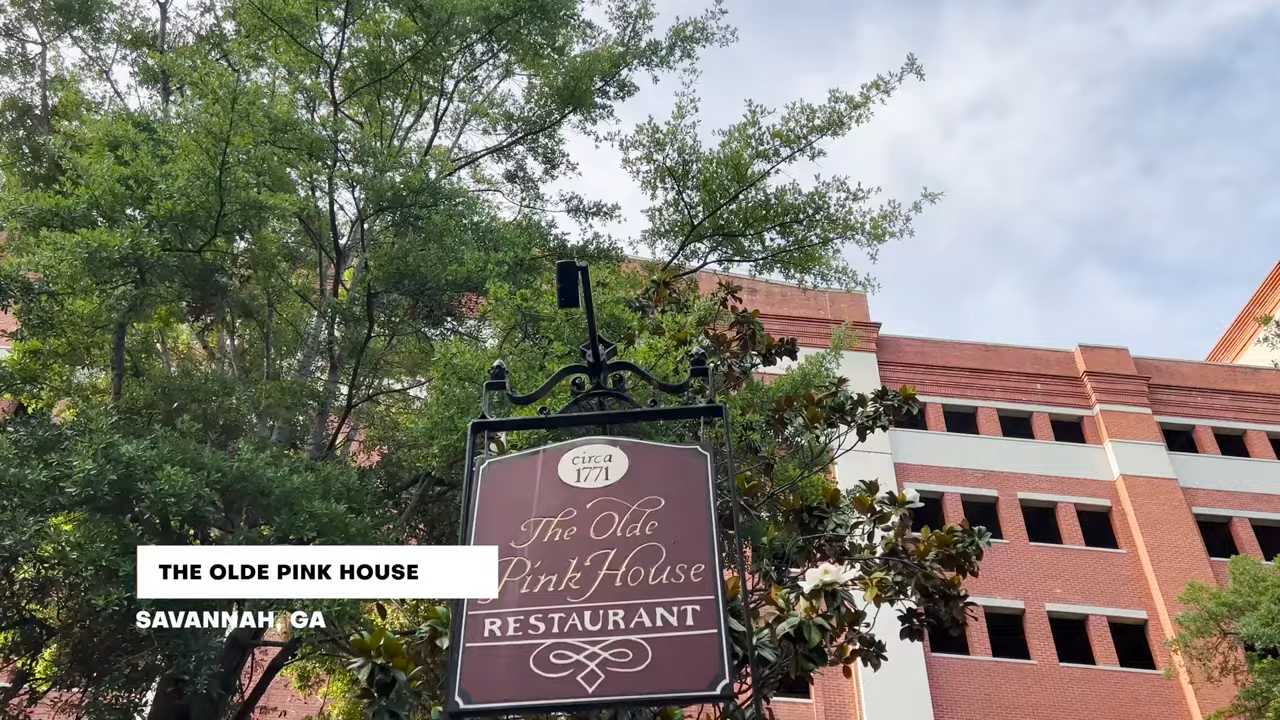 circa
1771
The Olde
Pink House
RESTAURANT
THE OLDE PINK HOUSE
SAVANNAH, GA